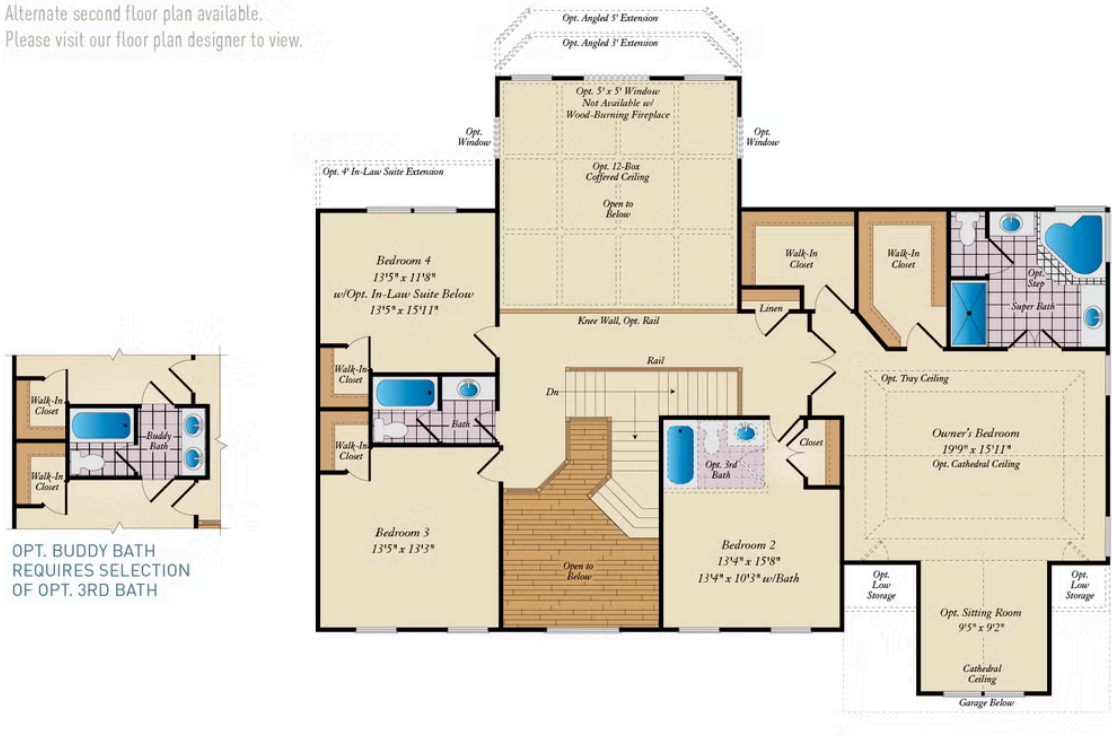 Alternate second floor plan available.
Please visit our floor plan designer to view.
Opt. Angled 5' Extension
Opt. Angled 3' Extension
Opt. 5' x 5' Window
Not Available w/
Wood-Burning Fireplace
Opt.
Window
Opt.
Window
Opt. 12-Box
Coffered Ceiling
Open to
Below
Opt. 4' In-Law Suite Extension
Bedroom 4
13'5" x 11'8"
w/Opt. In-Law Suite Below
13'5" x 15'11"
Walk-In
Closet
Walk-In
Closet
Opt.
Step
Super Bath
Linen
Knee Wall, Opt. Rail
Rail
Dn
Walk-In
Closet
Bath
Walk-In
Closet
Opt. Tray Ceiling
Owner's Bedroom
19'9" x 15'11"
Opt. Cathedral Ceiling
Closet
Opt. 3rd
Bath
Bedroom 3
13'5" x 13'3"
Open to
Below
Bedroom 2
13'4" x 15'8"
13'4" x 10'3" w/Bath
Opt.
Low
Storage
Opt.
Low
Storage
Opt. Sitting Room
9'5" x 9'2"
Cathedral
Ceiling
Garage Below
Walk-In
Closet
Buddy
Bath
Walk-In
Closet
OPT. BUDDY BATH
REQUIRES SELECTION
OF OPT. 3RD BATH